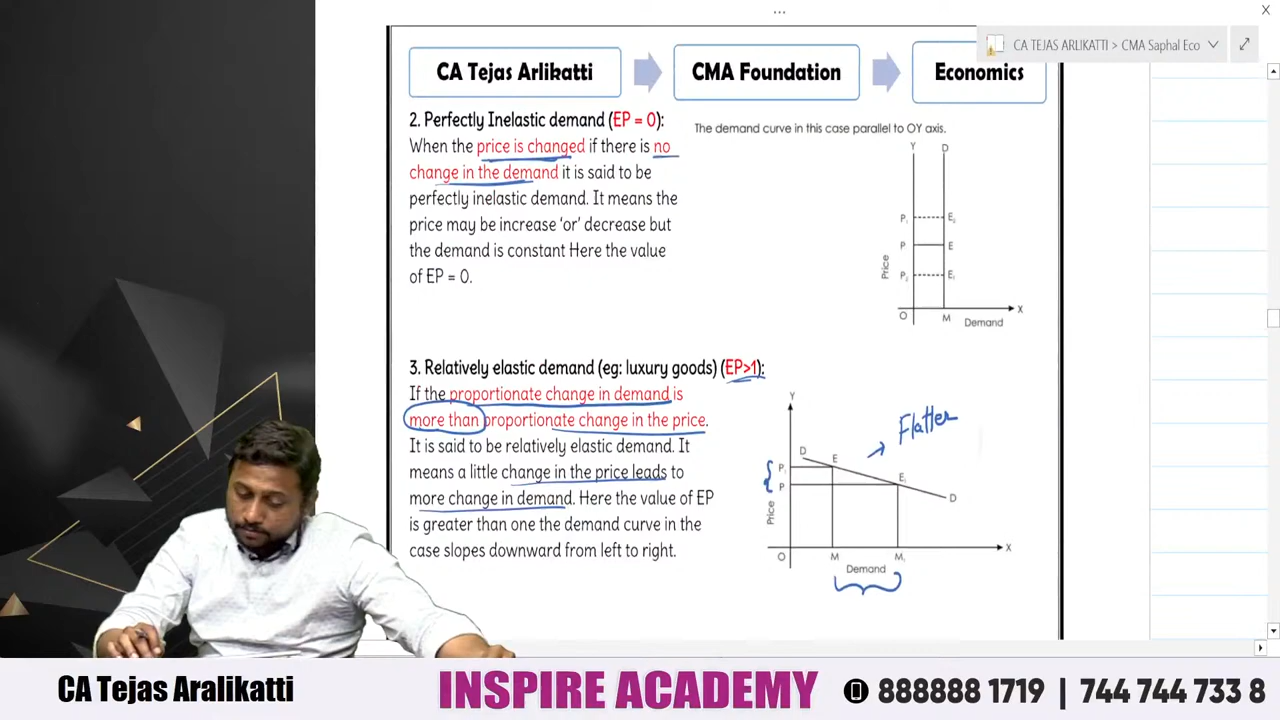 ...
X
CA TEJAS ARLIKATTI > CMA Saphal Eco
CA Tejas Arlikatti
CMA Foundation
Economics
2. Perfectly Inelastic demand (EP = 0):
When the price is changed if there is no
change in the demand it is said to be
perfectly inelastic demand. It means the
price may be increase ‘or’ decrease but
the demand is constant Here the value
of EP = 0.
The demand curve in this case parallel to OY axis.
Y D
P₁ E₂
P E
P₂ E₁
Price
O M X
Demand
3. Relatively elastic demand (eg: luxury goods) (EP>1):
If the proportionate change in demand is
more than proportionate change in the price.
It is said to be relatively elastic demand. It
means a little change in the price leads to
more change in demand. Here the value of EP
is greater than one the demand curve in the
case slopes downward from left to right.
Y
Flatter
D E
P₁
P E₁
D
Price
O M M₁ X
Demand
CA Tejas Aralikatti
INSPIRE ACADEMY
888888 1719 | 744 744 733 8